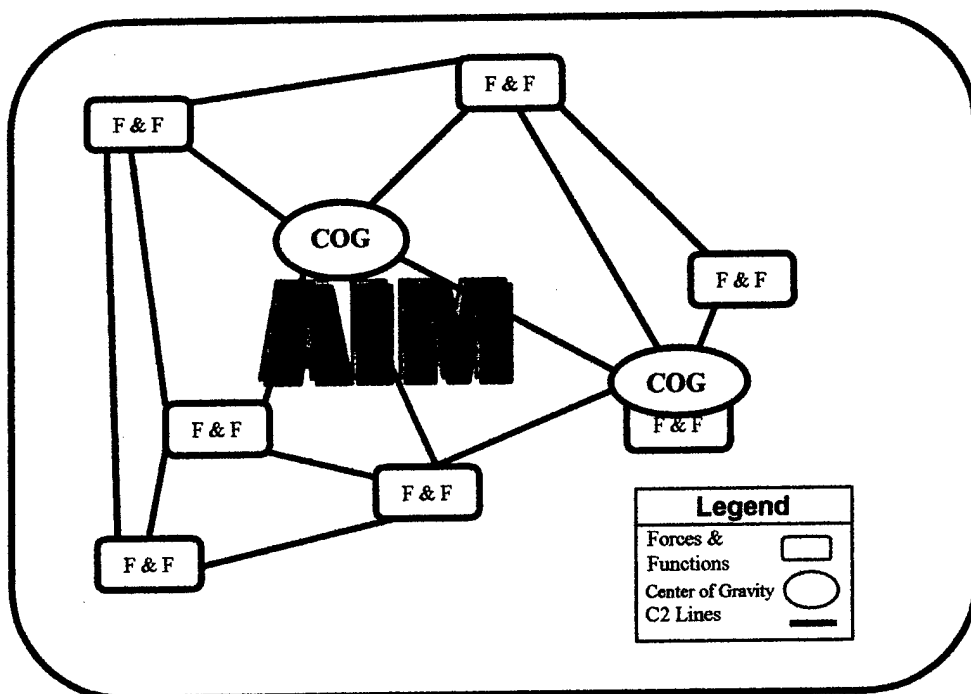 F & F
F & F
COG
AIM
F & F
COG
F & F
F & F
F & F
F & F
Legend
Forces &
Functions
Center of Gravity
C2 Lines